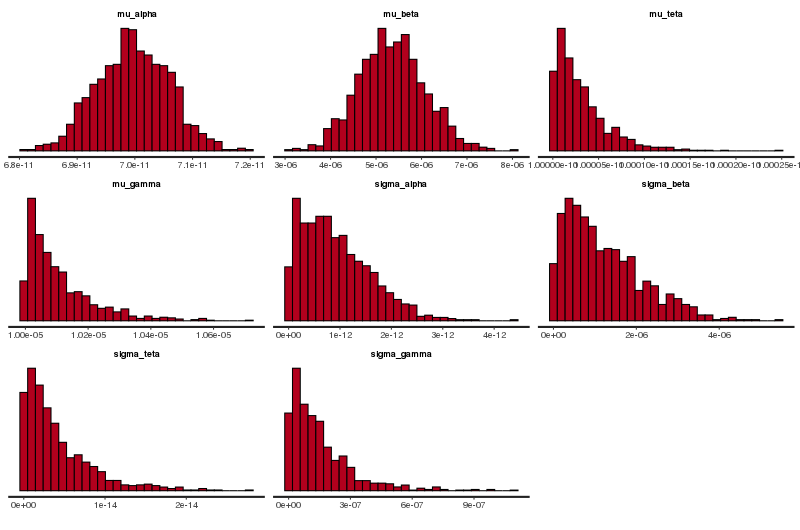 mu_alpha mu_beta mu_teta
6.8e-11 6.9e-11 7.0e-11 7.1e-11 7.2e-11 3e-06 4e-06 5e-06 6e-06 7e-06 8e-06
mu_gamma sigma_alpha sigma_beta
1.00e-05 1.02e-05 1.04e-05 1.06e-05 0e+00 1e-12 2e-12 3e-12 4e-12 0e+00 2e-06 4e-06
sigma_teta sigma_gamma
0e+00 1e-14 2e-14 0e+00 3e-07 6e-07 9e-07